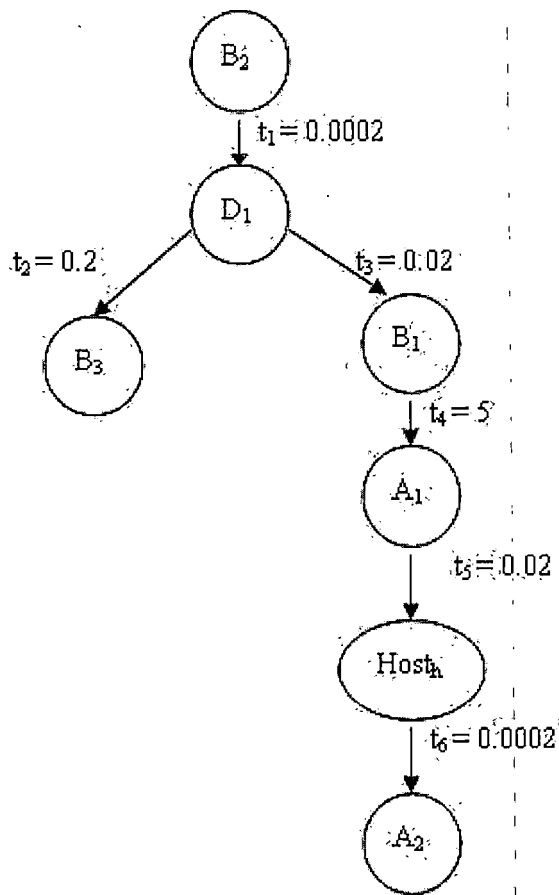 B₂
t₁ = 0.0002
D₁
t₂ = 0.2
t₃ = 0.02
B₁
B₃
t₄ = 5
A₁
t₅ = 0.02
Hostₕ
t₆ = 0.0002
A₂